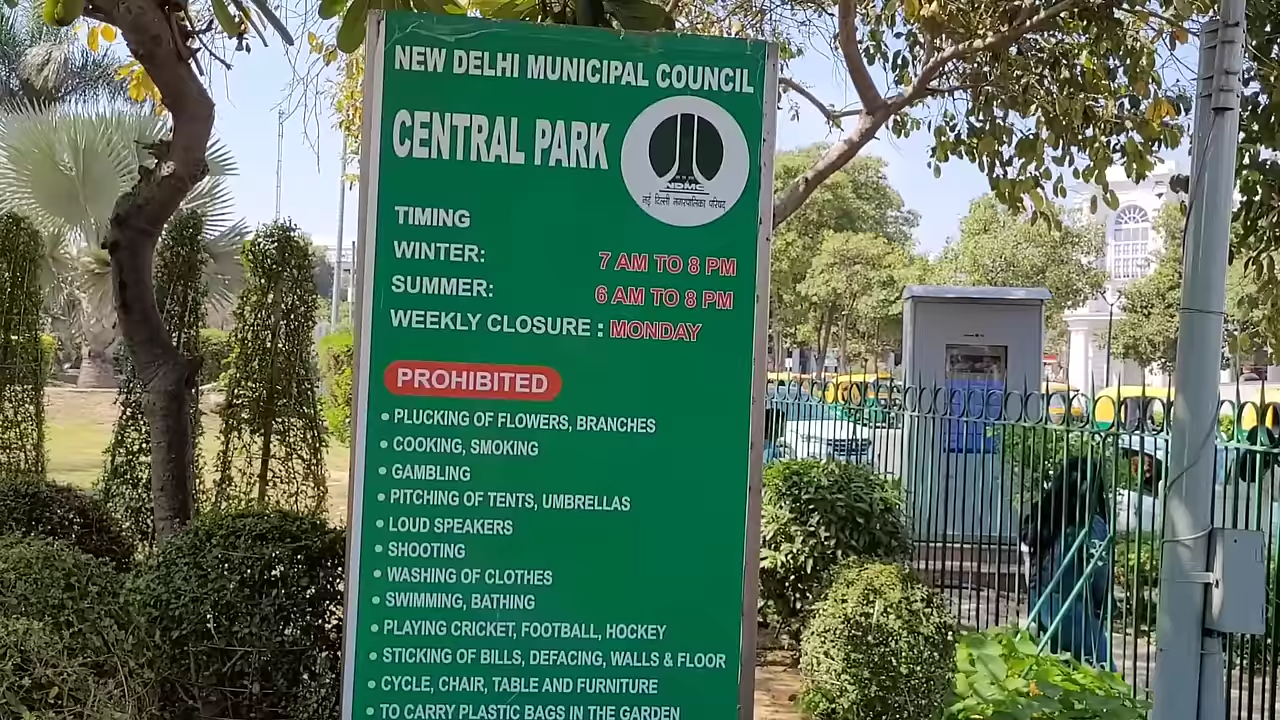 NEW DELHI MUNICIPAL COUNCIL
CENTRAL PARK
NDMC
नई दिल्ली नगरपालिका परिषद
TIMING
WINTER: 7 AM TO 8 PM
SUMMER: 6 AM TO 8 PM
WEEKLY CLOSURE : MONDAY
PROHIBITED
• PLUCKING OF FLOWERS, BRANCHES
• COOKING, SMOKING
• GAMBLING
• PITCHING OF TENTS, UMBRELLAS
• LOUD SPEAKERS
• SHOOTING
• WASHING OF CLOTHES
• SWIMMING, BATHING
• PLAYING CRICKET, FOOTBALL, HOCKEY
• STICKING OF BILLS, DEFACING, WALLS & FLOOR
• CYCLE, CHAIR, TABLE AND FURNITURE
• TO CARRY PLASTIC BAGS IN THE GARDEN